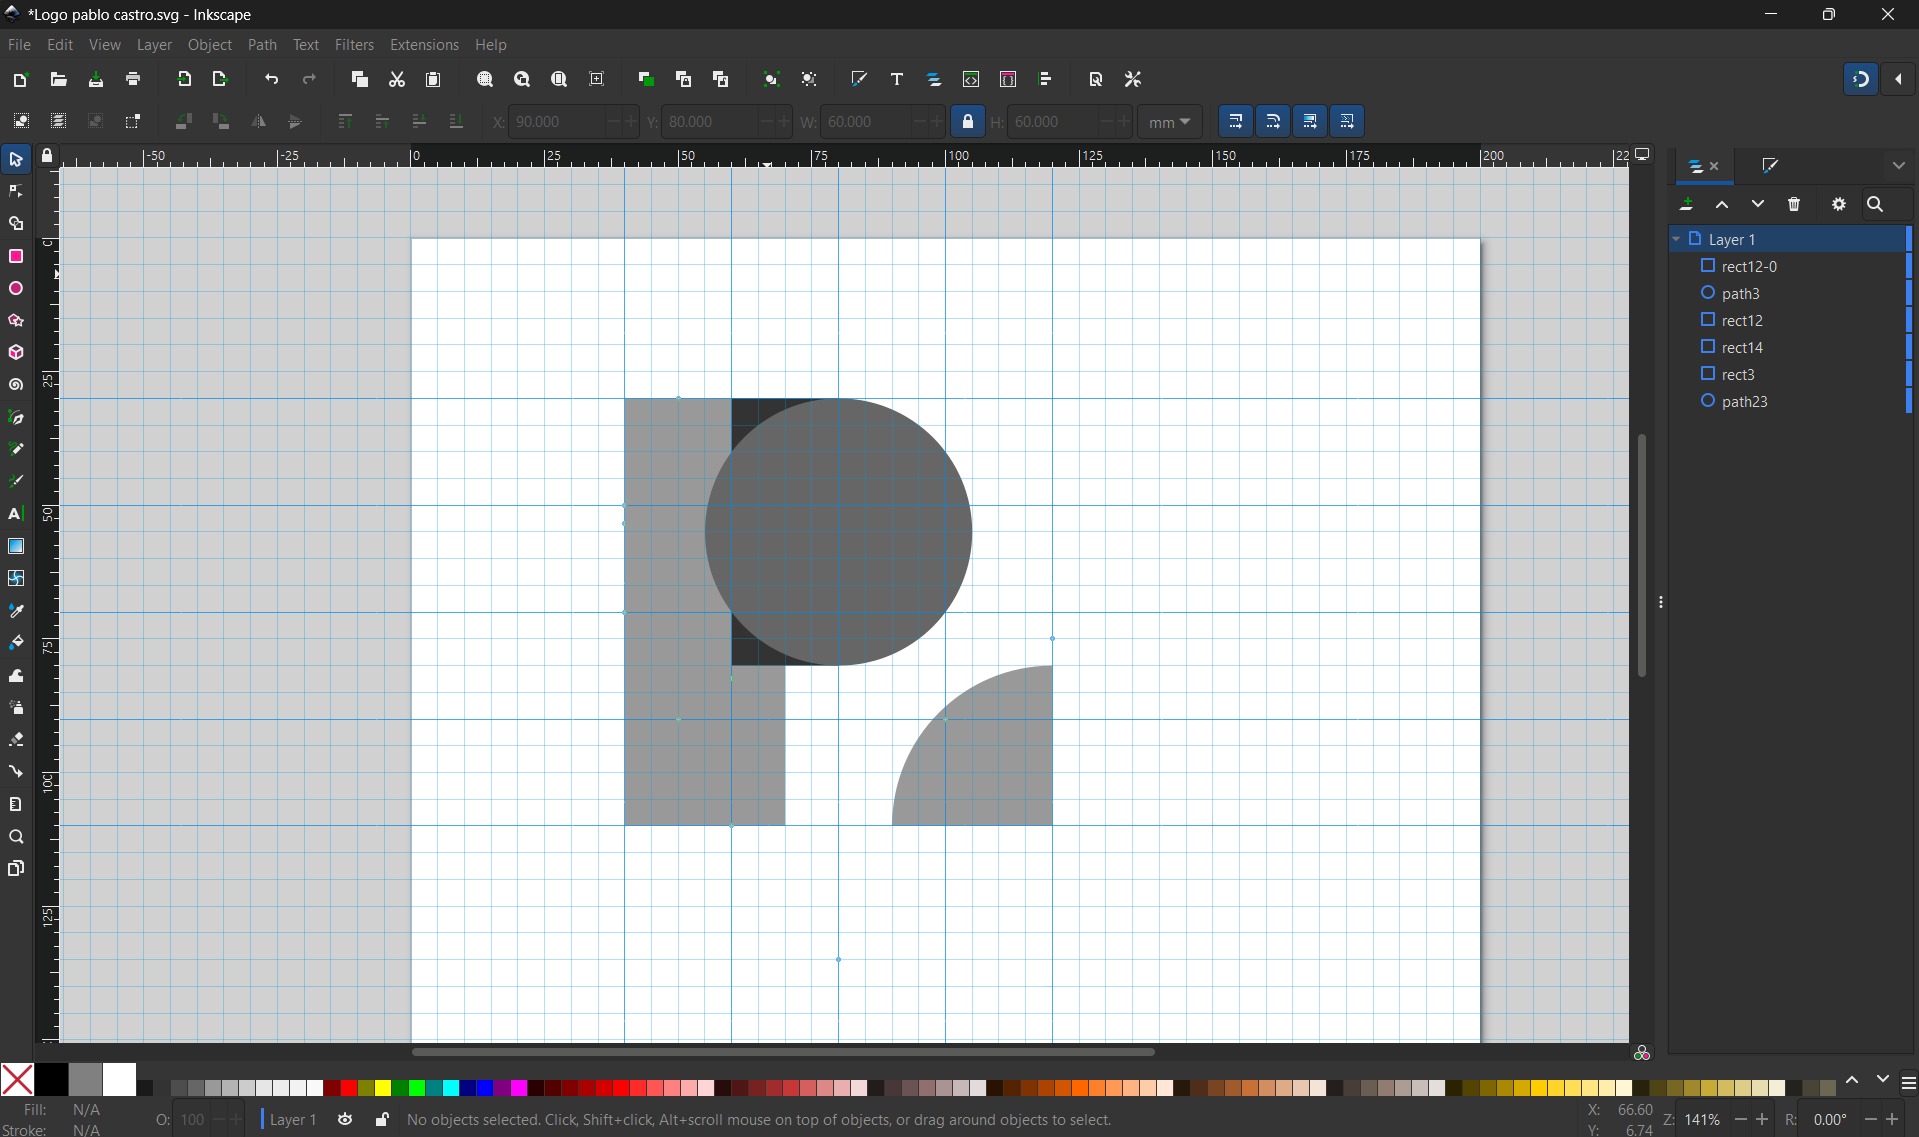 *Logo pablo castro.svg - Inkscape
File Edit View Layer Object Path Text Filters Extensions Help
X: 90.000 Y: 80.000 W: 60.000 H: 60.000 mm
-50 -25 0 25 50 75 100 125 150 175 200 22
0
25
50
75
100
125
Layer 1
rect12-0
path3
rect12
rect14
rect3
path23
Fill: N/A
Stroke: N/A
O: 100
Layer 1
No objects selected. Click, Shift+click, Alt+scroll mouse on top of objects, or drag around objects to select.
X: 66.60
Y: 6.74
Z: 141%
R: 0.00°